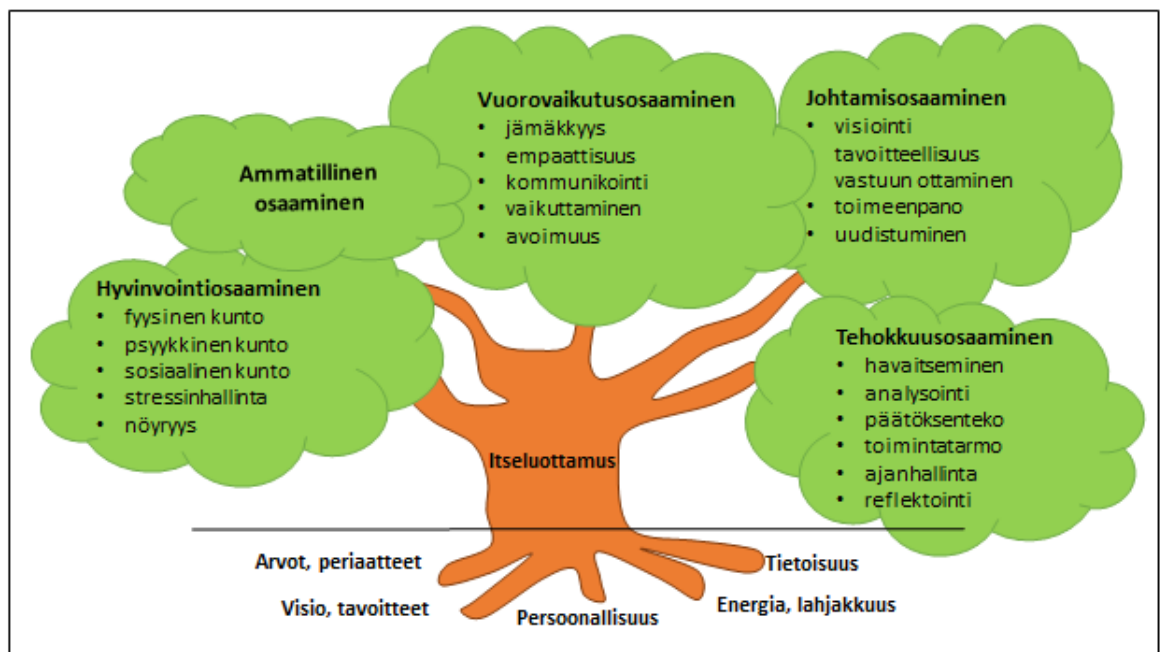 Vuorovaikutusosaaminen
• jämäkkyys
• empaattisuus
• kommunikointi
• vaikuttaminen
• avoimuus
Johtamisosaaminen
• visiointi
tavoitteellisuus
vastuun ottaminen
• toimeenpano
• uudistuminen
Ammatillinen
osaaminen
Hyvinvointiosaaminen
• fyysinen kunto
• psyykkinen kunto
• sosiaalinen kunto
• stressinhallinta
• nöyryys
Tehokkuusosaaminen
• havaitseminen
• analysointi
• päätöksenteko
• toimintatarmo
• ajanhallinta
• reflektointi
Itseluottamus
Arvot, periaatteet
Visio, tavoitteet
Persoonallisuus
Energia, lahjakkuus
Tietoisuus